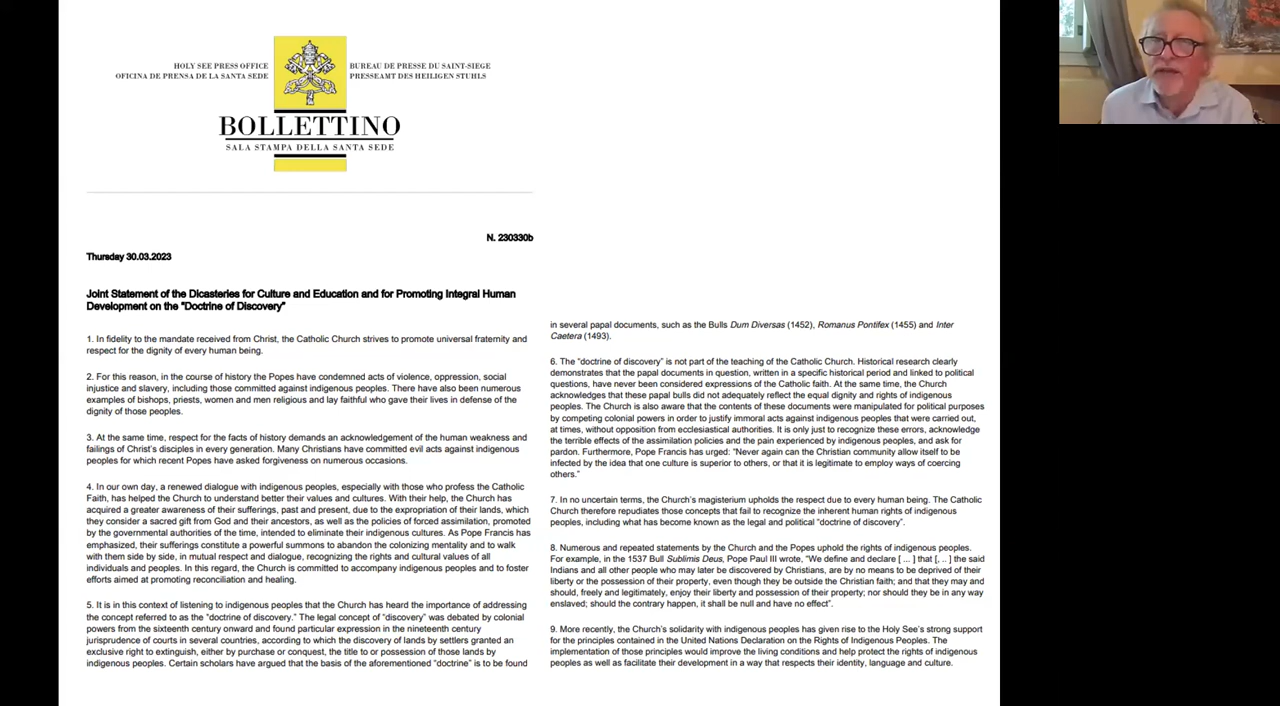 HOLY SEE PRESS OFFICE
OFICINA DE PRENSA DE LA SANTA SEDE
BUREAU DE PRESSE DU SAINT-SIEGE
PRESSEAMT DES HEILIGEN STUHLS
BOLLETTINO
SALA STAMPA DELLA SANTA SEDE
N. 230330b
Thursday 30.03.2023
Joint Statement of the Dicasteries for Culture and Education and for Promoting Integral Human
Development on the "Doctrine of Discovery"
1. In fidelity to the mandate received from Christ, the Catholic Church strives to promote universal fraternity and
respect for the dignity of every human being.
2. For this reason, in the course of history the Popes have condemned acts of violence, oppression, social
injustice and slavery, including those committed against indigenous peoples. There have also been numerous
examples of bishops, priests, women and men religious and lay faithful who gave their lives in defense of the
dignity of those peoples.
3. At the same time, respect for the facts of history demands an acknowledgement of the human weakness and
failings of Christ's disciples in every generation. Many Christians have committed evil acts against indigenous
peoples for which recent Popes have asked forgiveness on numerous occasions.
4. In our own day, a renewed dialogue with indigenous peoples, especially with those who profess the Catholic
Faith, has helped the Church to understand better their values and cultures. With their help, the Church has
acquired a greater awareness of their sufferings, past and present, due to the expropriation of their lands, which
they consider a sacred gift from God and their ancestors, as well as the policies of forced assimilation, promoted
by the governmental authorities of the time, intended to eliminate their indigenous cultures. As Pope Francis has
emphasized, their sufferings constitute a powerful summons to abandon the colonizing mentality and to walk
with them side by side, in mutual respect and dialogue, recognizing the rights and cultural values of all
individuals and peoples. In this regard, the Church is committed to accompany indigenous peoples and to foster
efforts aimed at promoting reconciliation and healing.
5. It is in this context of listening to indigenous peoples that the Church has heard the importance of addressing
the concept referred to as the "doctrine of discovery." The legal concept of "discovery" was debated by colonial
powers from the sixteenth century onward and found particular expression in the nineteenth century
jurisprudence of courts in several countries, according to which the discovery of lands by settlers granted an
exclusive right to extinguish, either by purchase or conquest, the title to or possession of those lands by
indigenous peoples. Certain scholars have argued that the basis of the aforementioned "doctrine" is to be found
in several papal documents, such as the Bulls Dum Diversas (1452), Romanus Pontifex (1455) and Inter
Caetera (1493).
6. The "doctrine of discovery" is not part of the teaching of the Catholic Church. Historical research clearly
demonstrates that the papal documents in question, written in a specific historical period and linked to political
questions, have never been considered expressions of the Catholic faith. At the same time, the Church
acknowledges that these papal bulls did not adequately reflect the equal dignity and rights of indigenous
peoples. The Church is also aware that the contents of these documents were manipulated for political purposes
by competing colonial powers in order to justify immoral acts against indigenous peoples that were carried out,
at times, without opposition from ecclesiastical authorities. It is only just to recognize these errors, acknowledge
the terrible effects of the assimilation policies and the pain experienced by indigenous peoples, and ask for
pardon. Furthermore, Pope Francis has urged: "Never again can the Christian community allow itself to be
infected by the idea that one culture is superior to others, or that it is legitimate to employ ways of coercing
others."
7. In no uncertain terms, the Church's magisterium upholds the respect due to every human being. The Catholic
Church therefore repudiates those concepts that fail to recognize the inherent human rights of indigenous
peoples, including what has become known as the legal and political "doctrine of discovery".
8. Numerous and repeated statements by the Church and the Popes uphold the rights of indigenous peoples.
For example, in the 1537 Bull Sublimis Deus, Pope Paul III wrote, "We define and declare [ ... ] that [, .. ] the said
Indians and all other people who may later be discovered by Christians, are by no means to be deprived of their
liberty or the possession of their property, even though they be outside the Christian faith; and that they may and
should, freely and legitimately, enjoy their liberty and possession of their property; nor should they be in any way
enslaved; should the contrary happen, it shall be null and have no effect".
9. More recently, the Church's solidarity with indigenous peoples has given rise to the Holy See's strong support
for the principles contained in the United Nations Declaration on the Rights of Indigenous Peoples. The
implementation of those principles would improve the living conditions and help protect the rights of indigenous
peoples as well as facilitate their development in a way that respects their identity, language and culture.